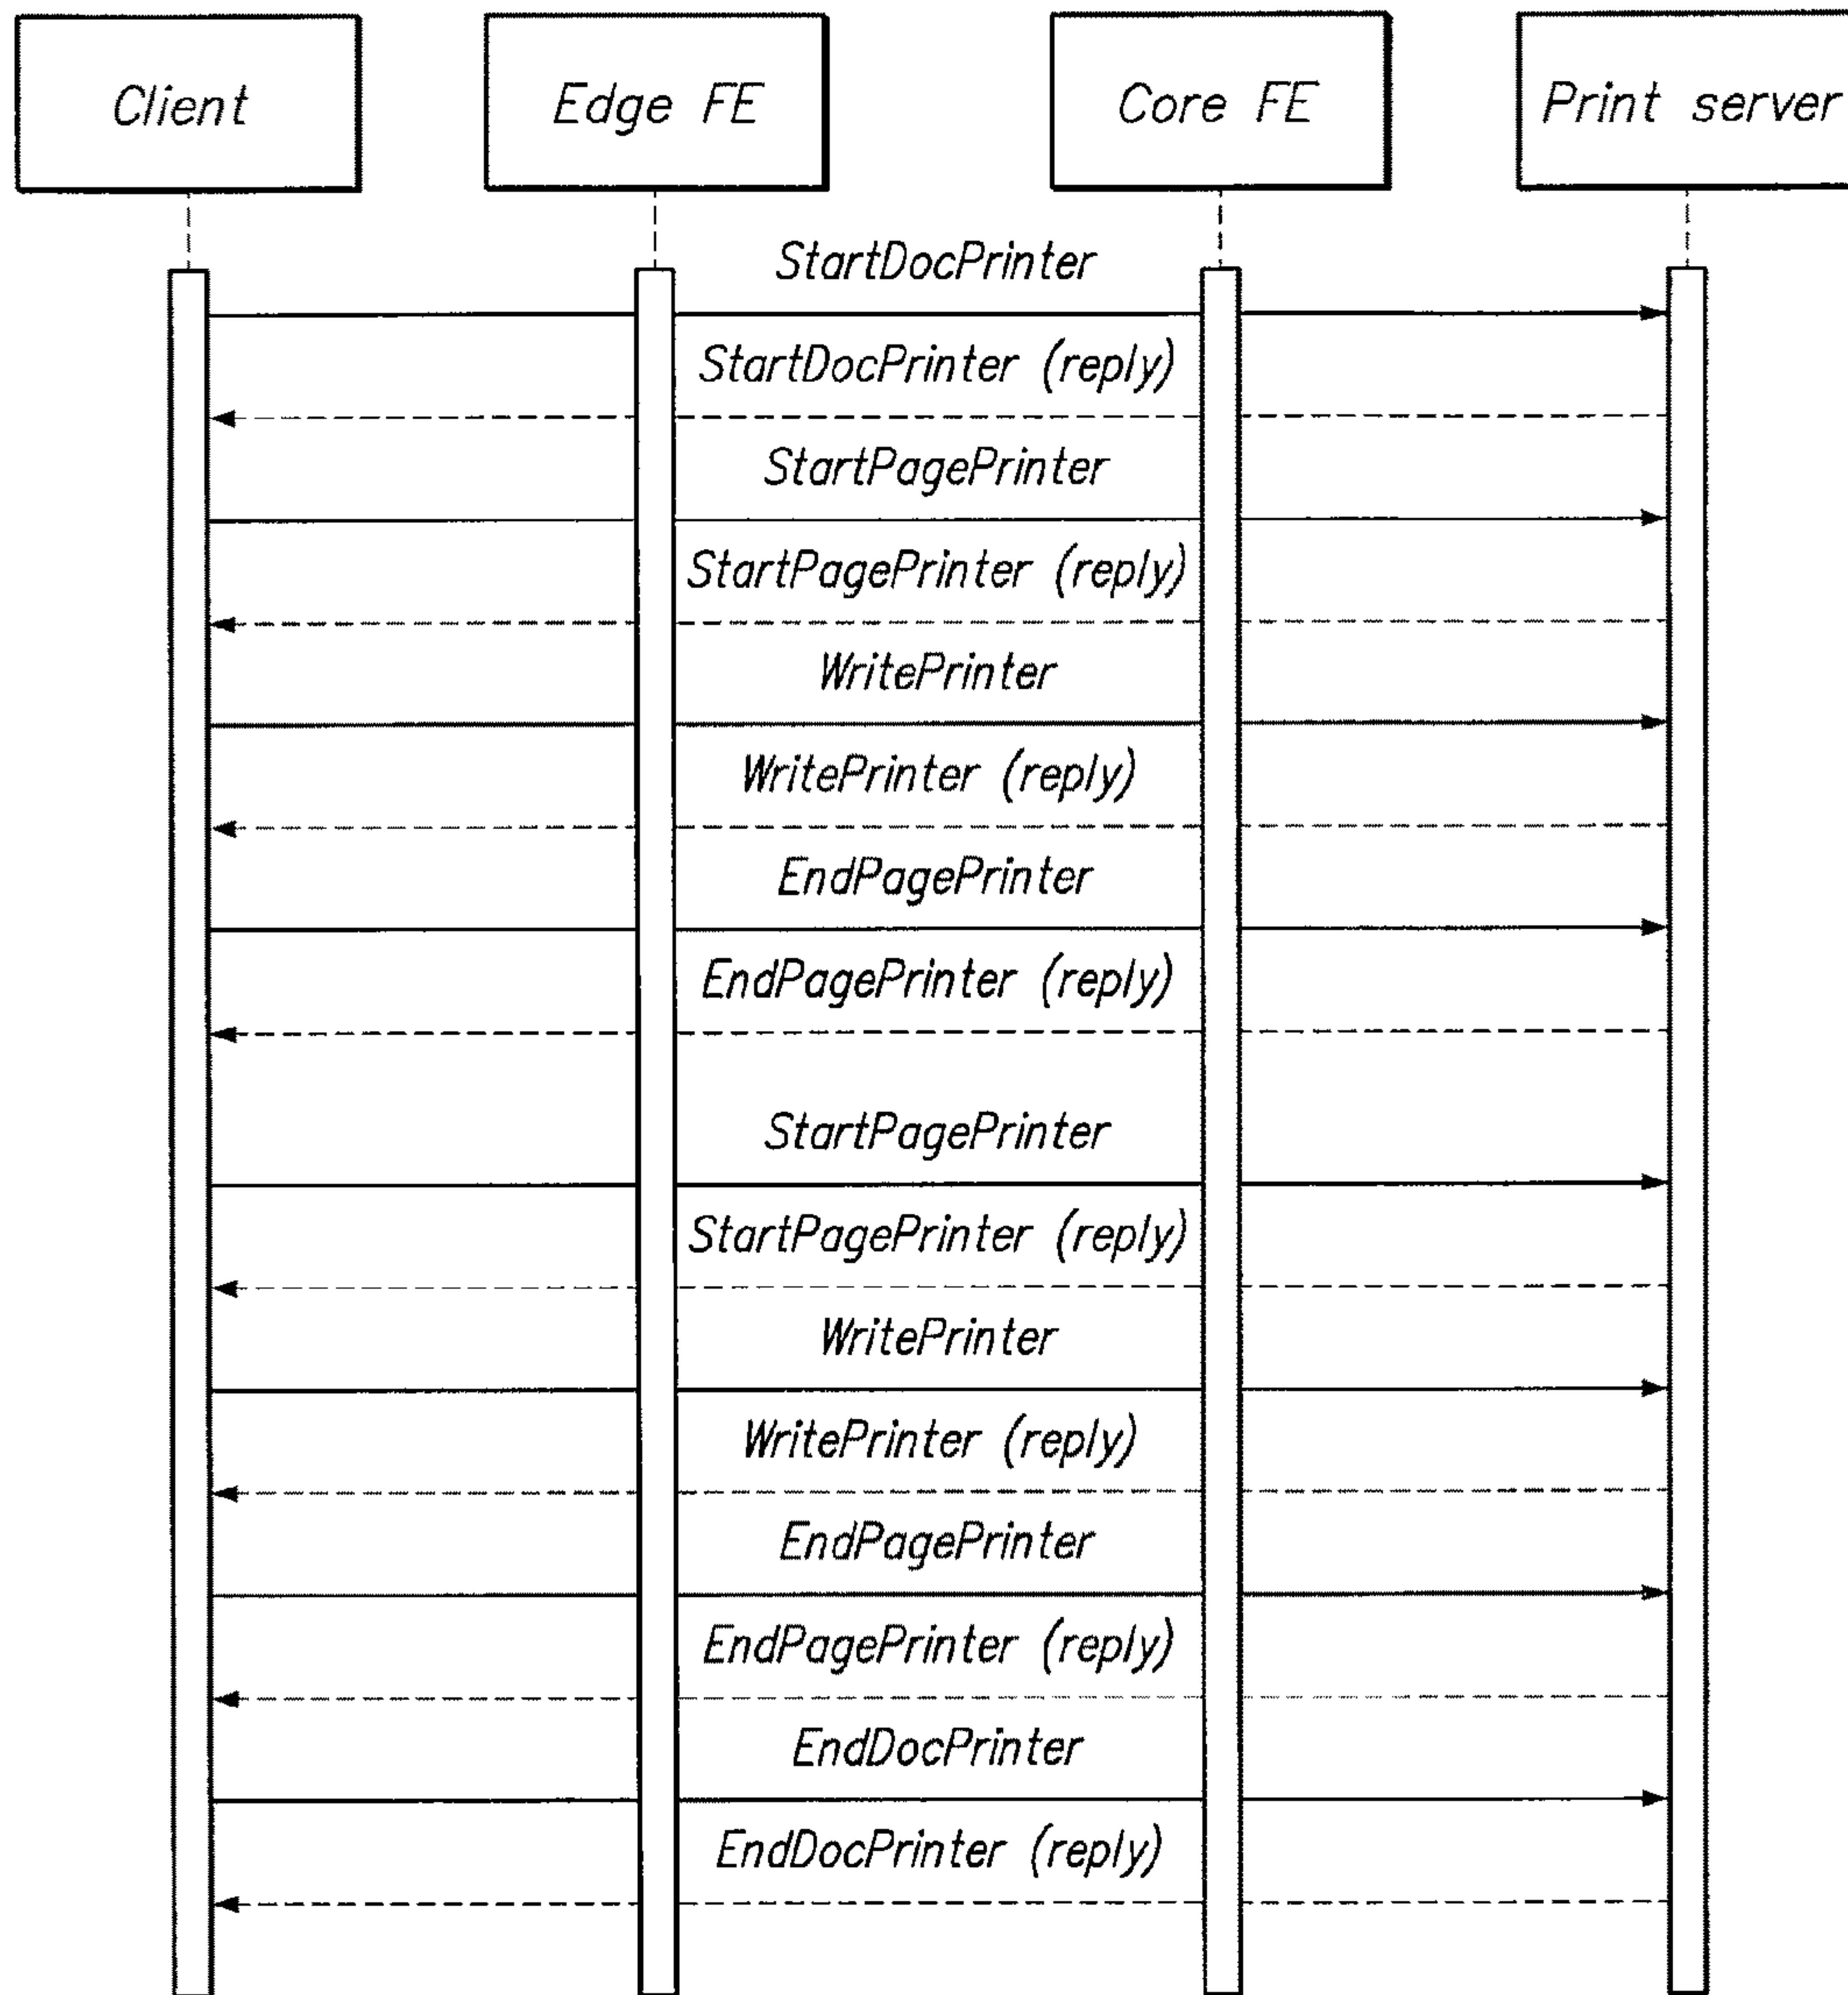 Client
Edge FE
Core FE
Print server
StartDocPrinter
StartDocPrinter (reply)
StartPagePrinter
StartPagePrinter (reply)
WritePrinter
WritePrinter (reply)
EndPagePrinter
EndPagePrinter (reply)
StartPagePrinter
StartPagePrinter (reply)
WritePrinter
WritePrinter (reply)
EndPagePrinter
EndPagePrinter (reply)
EndDocPrinter
EndDocPrinter (reply)